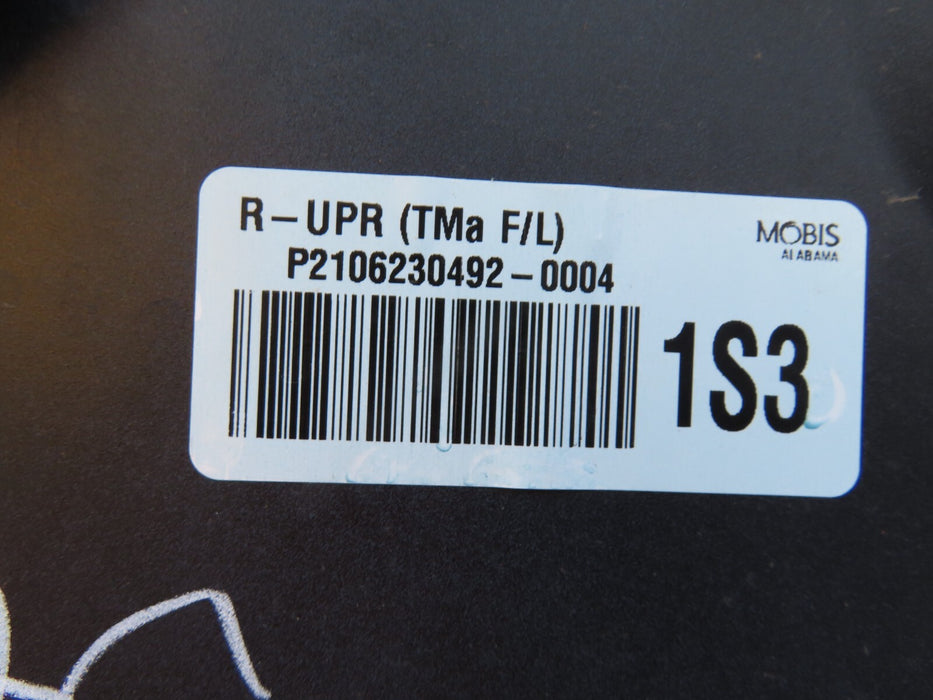 R-UPR (TMa F/L)
MOBIS
ALABAMA
P2106230492-0004
1S3